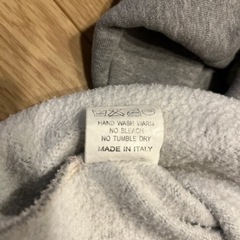 HAND WASH WARM
NO BLEACH
NO TUMBLE DRY
MADE IN ITALY